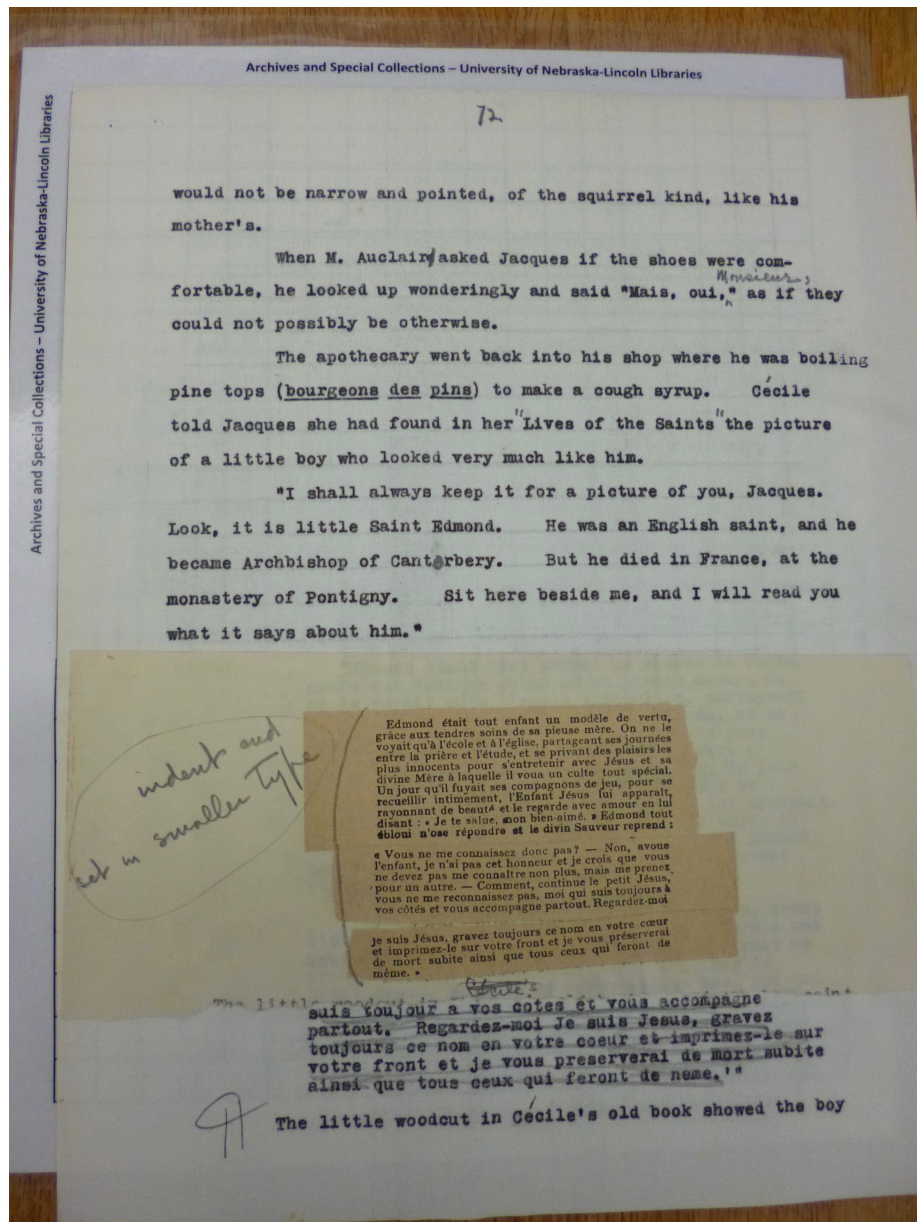 Archives and Special Collections – University of Nebraska-Lincoln Libraries
Archives and Special Collections – University of Nebraska-Lincoln Libraries
72
would not be narrow and pointed, of the squirrel kind, like his
mother's.
When M. Auclair asked Jacques if the shoes were com-
Monsieur,
fortable, he looked up wonderingly and said "Mais, oui," as if they
could not possibly be otherwise.
The apothecary went back into his shop where he was boiling
pine tops (bourgeons des pins) to make a cough syrup. Cécile
told Jacques she had found in her "Lives of the Saints" the picture
of a little boy who looked very much like him.
"I shall always keep it for a picture of you, Jacques.
Look, it is little Saint Edmond. He was an English saint, and he
became Archbishop of Canterbery. But he died in France, at the
monastery of Pontigny. Sit here beside me, and I will read you
what it says about him."
indent and
set in smaller type
Edmond était tout enfant un modèle de vertu,
grâce aux tendres soins de sa pieuse mère. On ne le
voyait qu'à l'école et à l'église, partageant ses journées
entre la prière et l'étude, et se privant des plaisirs les
plus innocents pour s'entretenir avec Jésus et sa
divine Mère à laquelle il voua un culte tout spécial.
Un jour qu'il fuyait ses compagnons de jeu, pour se
recueillir intimement, l'Enfant Jésus lui apparaît,
rayonnant de beauté et le regarde avec amour en lui
disant : « Je te salue, mon bien-aimé. » Edmond tout
ébloui n'ose répondre et le divin Sauveur reprend :
« Vous ne me connaissez donc pas? — Non, avoue
l'enfant, je n'ai pas cet honneur et je crois que vous
ne devez pas me connaître non plus, mais me prenez
pour un autre. — Comment, continue le petit Jésus,
vous ne me reconnaissez pas, moi qui suis toujours à
vos côtés et vous accompagne partout. Regardez-moi
je suis Jésus, gravez toujours ce nom en votre cœur
et imprimez-le sur votre front et je vous préserverai
de mort subite ainsi que tous ceux qui feront de
même. »
Cécile's
The little woodcut in
suis toujour a vos cotes et vous accompagne
partout. Regardez-moi Je suis Jesus, gravez
toujours ce nom en votre coeur et imprimez-le sur
votre front et je vous preserverai de mort subite
ainsi que tous ceux qui feront de neme.'"
The little woodcut in Cécile's old book showed the boy